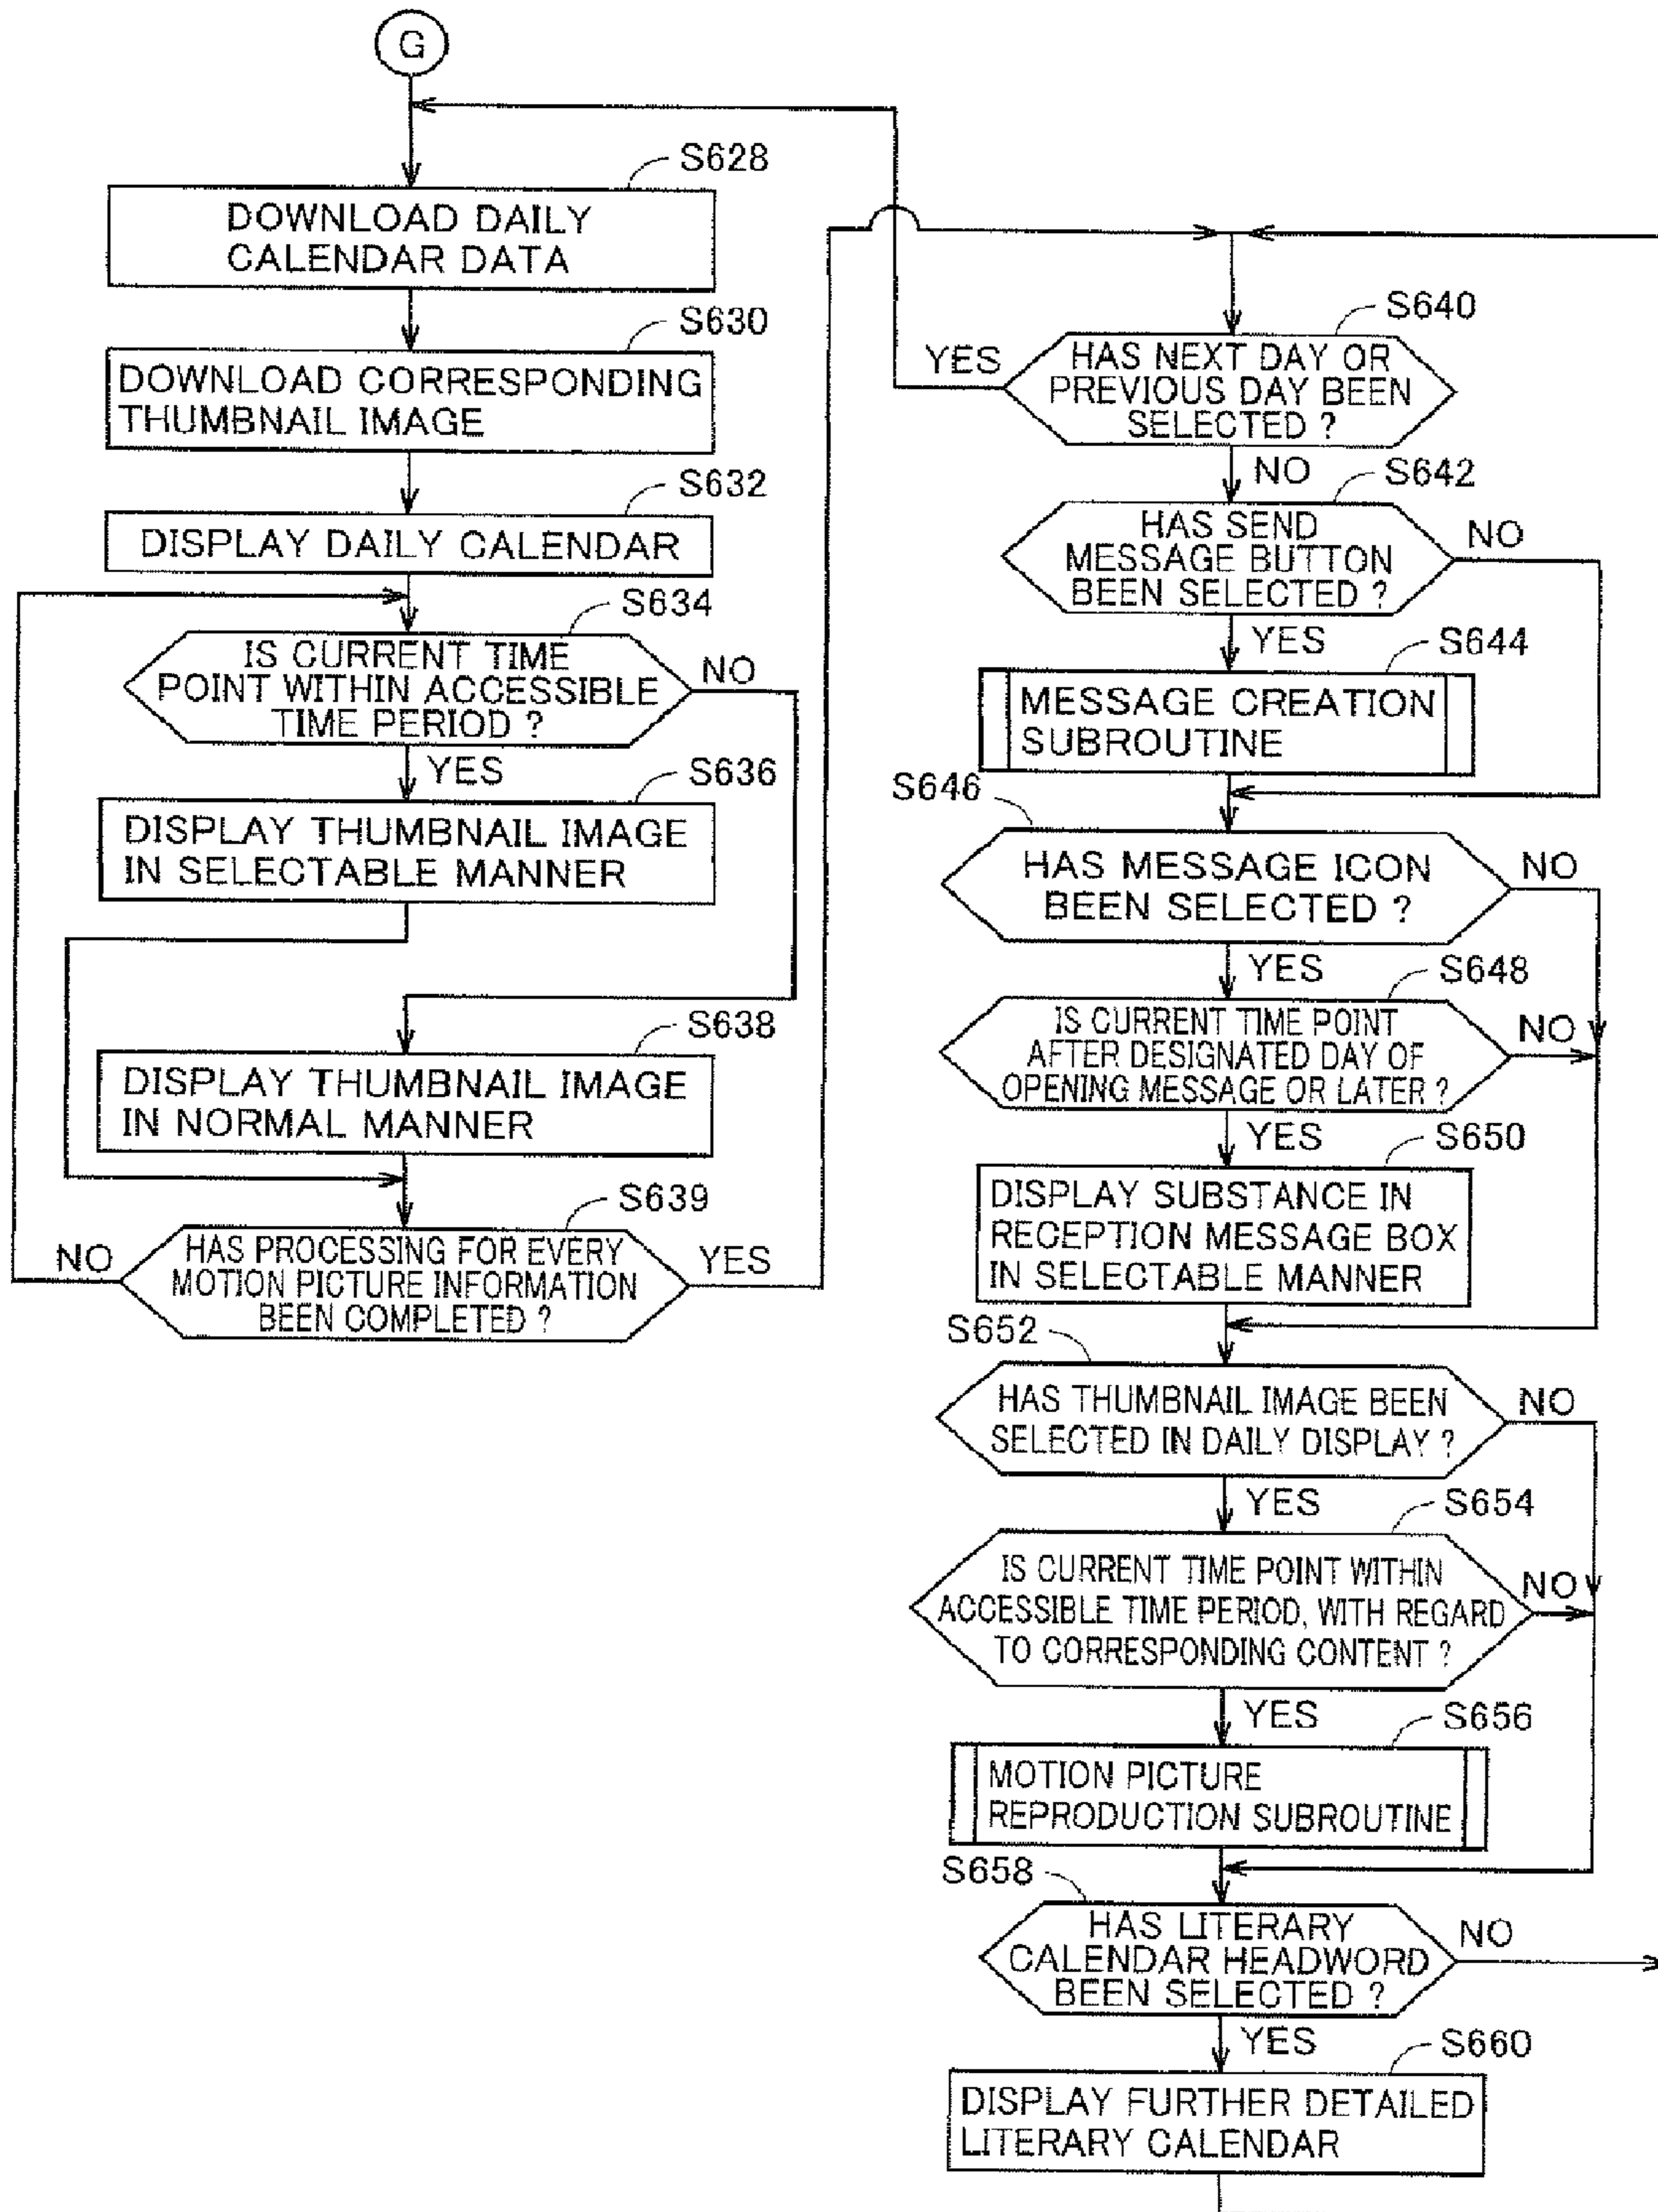 G
S628
DOWNLOAD DAILY
CALENDAR DATA
S630
DOWNLOAD CORRESPONDING
THUMBNAIL IMAGE
S632
DISPLAY DAILY CALENDAR
S634
IS CURRENT TIME
POINT WITHIN ACCESSIBLE
TIME PERIOD ?
NO
YES
S636
DISPLAY THUMBNAIL IMAGE
IN SELECTABLE MANNER
S638
DISPLAY THUMBNAIL IMAGE
IN NORMAL MANNER
S639
HAS PROCESSING FOR EVERY
MOTION PICTURE INFORMATION
BEEN COMPLETED ?
NO
YES
S640
HAS NEXT DAY OR
PREVIOUS DAY BEEN
SELECTED ?
YES
NO
S642
HAS SEND
MESSAGE BUTTON
BEEN SELECTED ?
NO
YES
S644
MESSAGE CREATION
SUBROUTINE
S646
HAS MESSAGE ICON
BEEN SELECTED ?
NO
YES
S648
IS CURRENT TIME POINT
AFTER DESIGNATED DAY OF
OPENING MESSAGE OR LATER ?
NO
YES
S650
DISPLAY SUBSTANCE IN
RECEPTION MESSAGE BOX
IN SELECTABLE MANNER
S652
HAS THUMBNAIL IMAGE BEEN
SELECTED IN DAILY DISPLAY ?
NO
YES
S654
IS CURRENT TIME POINT WITHIN
ACCESSIBLE TIME PERIOD, WITH REGARD
TO CORRESPONDING CONTENT ?
NO
YES
S656
MOTION PICTURE
REPRODUCTION SUBROUTINE
S658
HAS LITERARY
CALENDAR HEADWORD
BEEN SELECTED ?
NO
YES
S660
DISPLAY FURTHER DETAILED
LITERARY CALENDAR